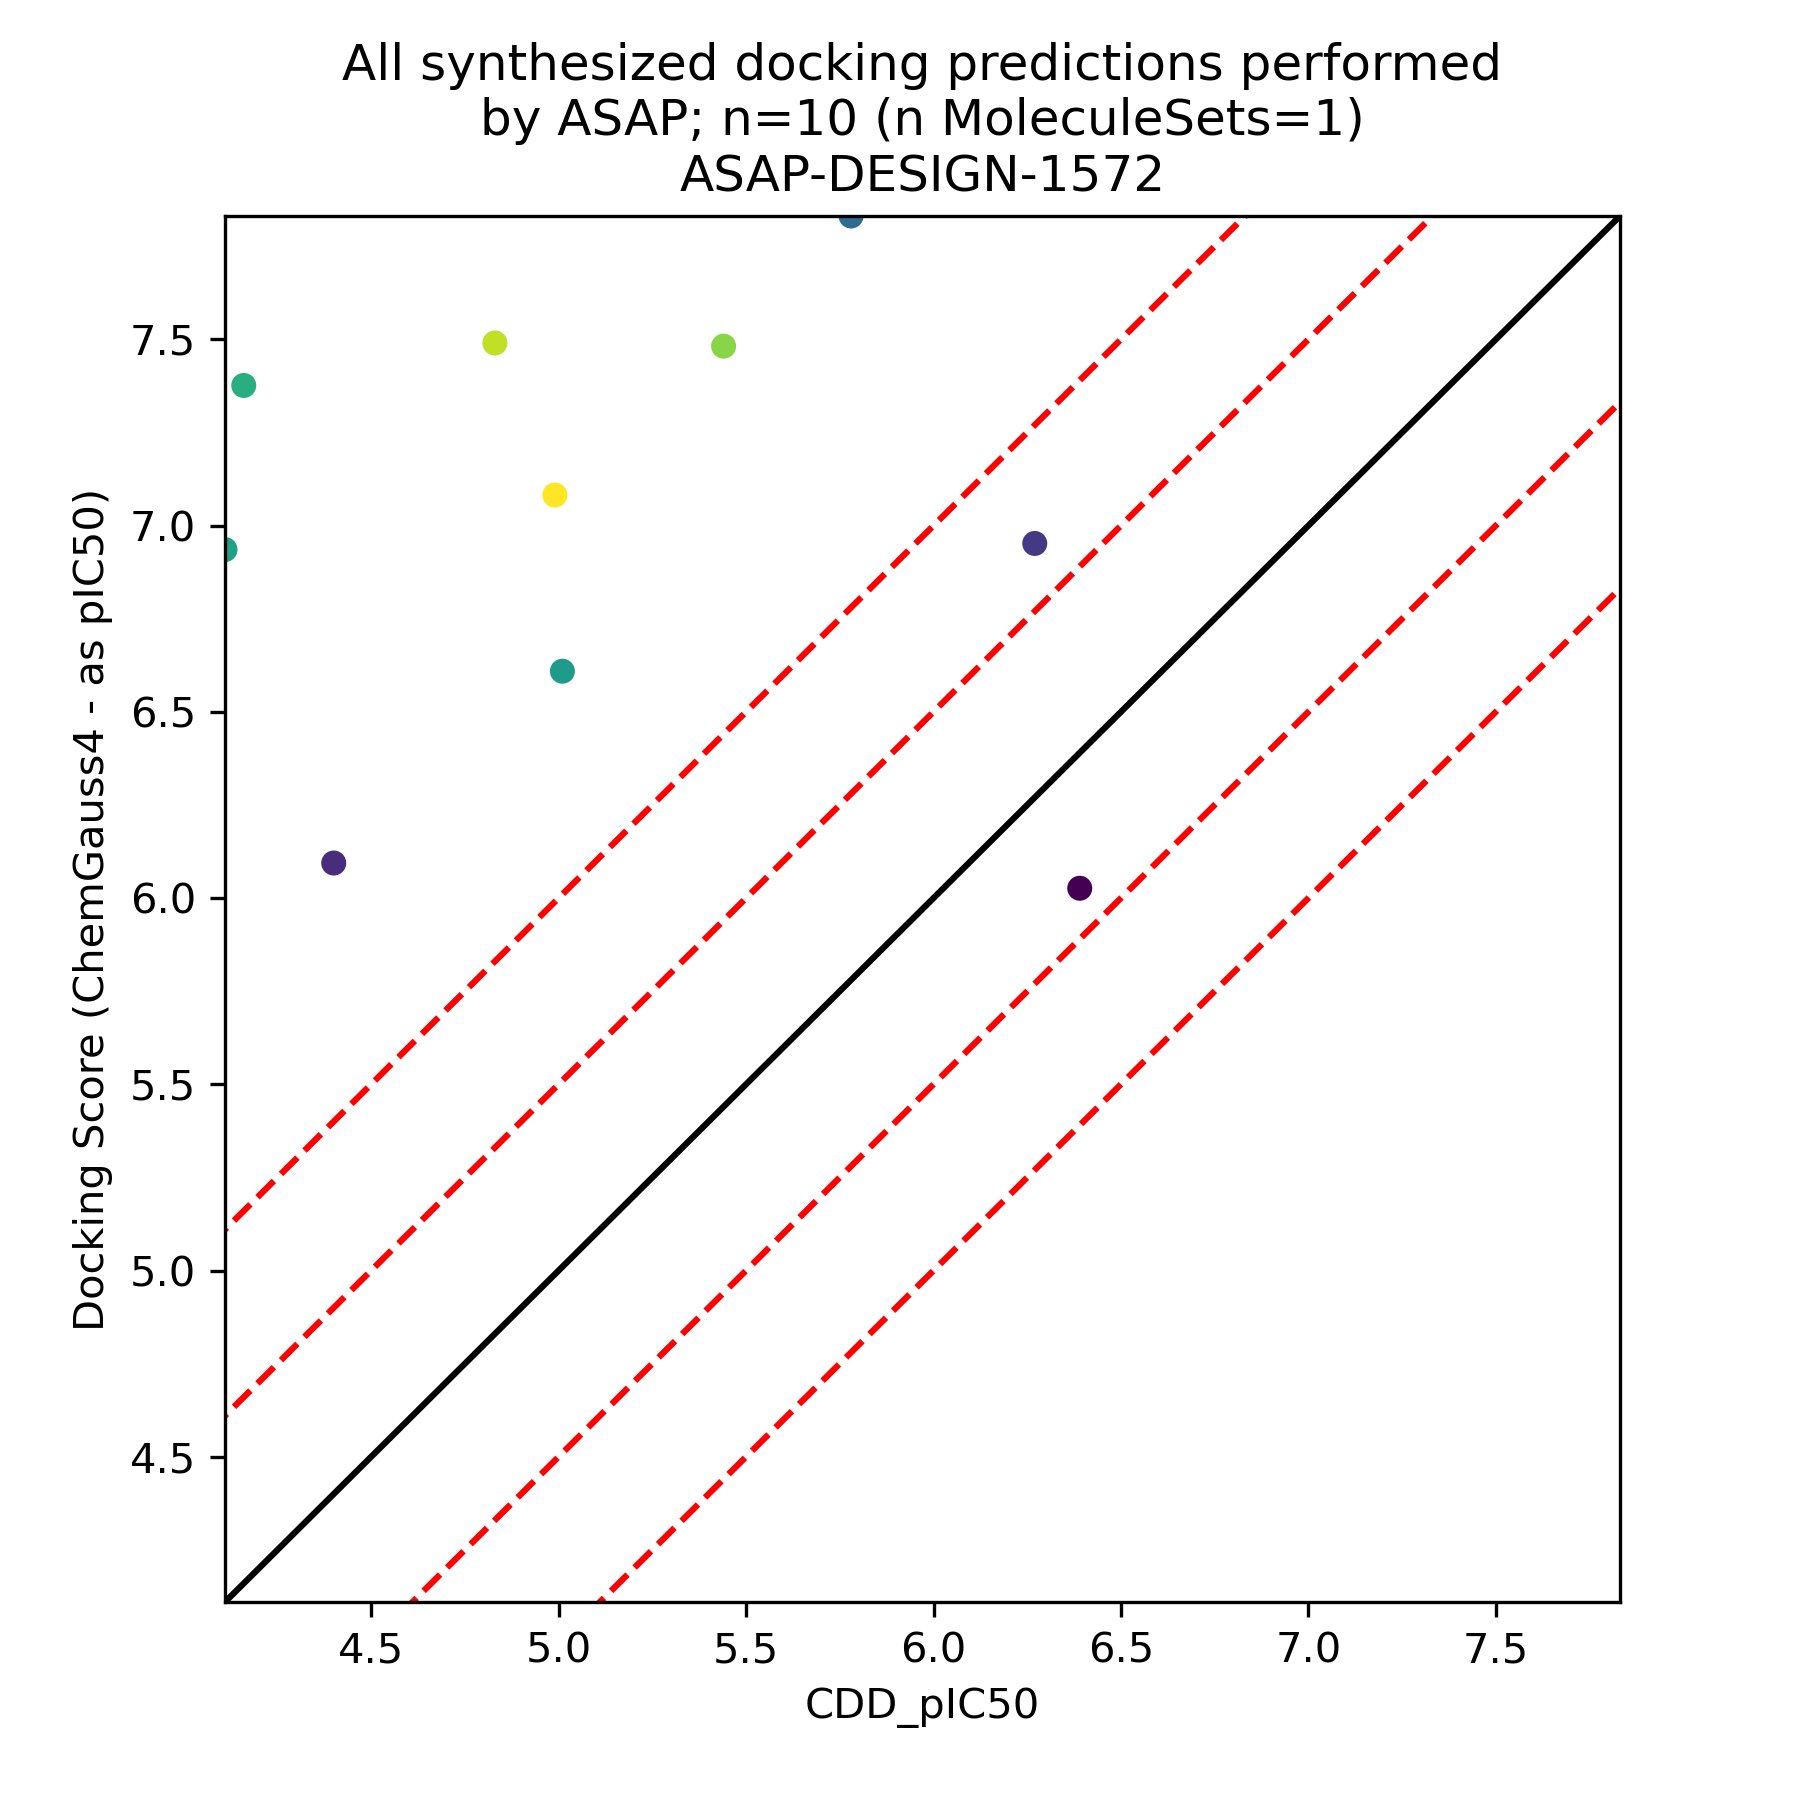 All synthesized docking predictions performed
by ASAP; n=10 (n MoleculeSets=1)
ASAP-DESIGN-1572
Docking Score (ChemGauss4 - as pIC50)
7.5
7.0
6.5
6.0
5.5
5.0
4.5
4.5 5.0 5.5 6.0 6.5 7.0 7.5
CDD_pIC50